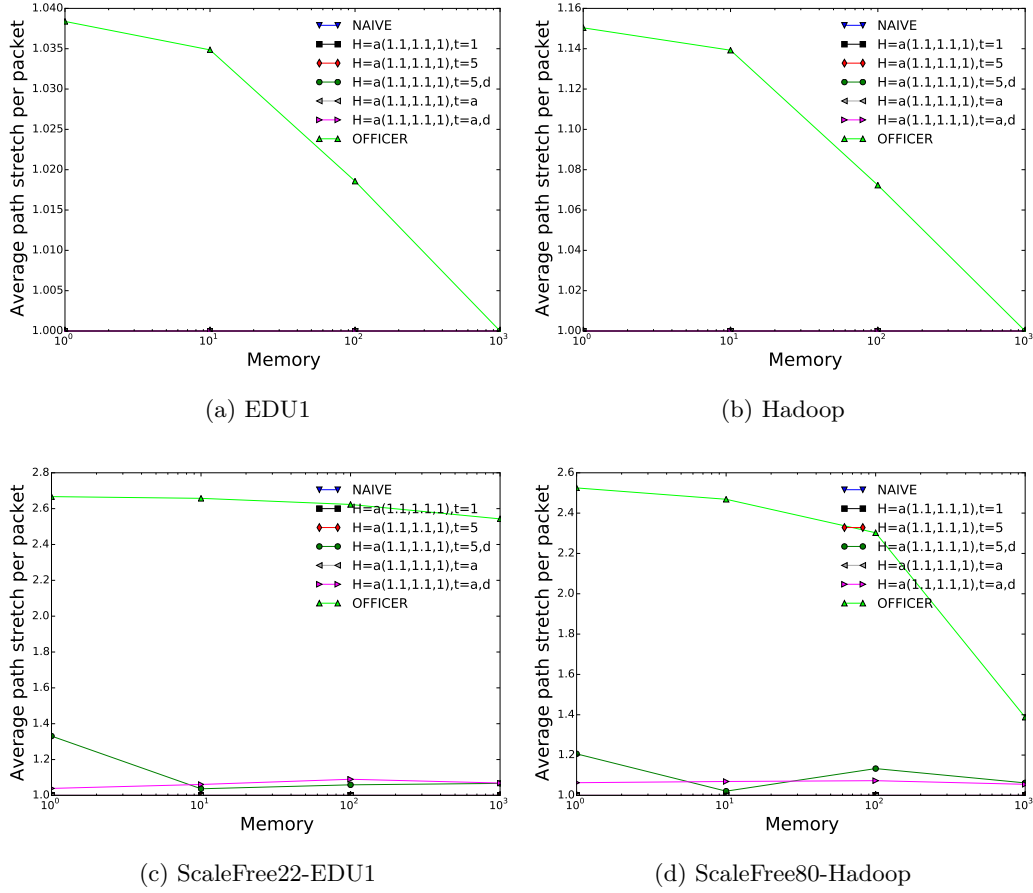 Average path stretch per packet
1.040
1.035
1.030
1.025
1.020
1.015
1.010
1.005
1.000
10^0 10^1 10^2 10^3
Memory
NAIVE
H=a(1.1,1.1,1),t=1
H=a(1.1,1.1,1),t=5
H=a(1.1,1.1,1),t=5,d
H=a(1.1,1.1,1),t=a
H=a(1.1,1.1,1),t=a,d
OFFICER
(a) EDU1
Average path stretch per packet
1.16
1.14
1.12
1.10
1.08
1.06
1.04
1.02
1.00
10^0 10^1 10^2 10^3
Memory
NAIVE
H=a(1.1,1.1,1),t=1
H=a(1.1,1.1,1),t=5
H=a(1.1,1.1,1),t=5,d
H=a(1.1,1.1,1),t=a
H=a(1.1,1.1,1),t=a,d
OFFICER
(b) Hadoop
Average path stretch per packet
2.8
2.6
2.4
2.2
2.0
1.8
1.6
1.4
1.2
1.0
10^0 10^1 10^2 10^3
Memory
NAIVE
H=a(1.1,1.1,1),t=1
H=a(1.1,1.1,1),t=5
H=a(1.1,1.1,1),t=5,d
H=a(1.1,1.1,1),t=a
H=a(1.1,1.1,1),t=a,d
OFFICER
(c) ScaleFree22-EDU1
Average path stretch per packet
2.6
2.4
2.2
2.0
1.8
1.6
1.4
1.2
1.0
10^0 10^1 10^2 10^3
Memory
NAIVE
H=a(1.1,1.1,1),t=1
H=a(1.1,1.1,1),t=5
H=a(1.1,1.1,1),t=5,d
H=a(1.1,1.1,1),t=a
H=a(1.1,1.1,1),t=a,d
OFFICER
(d) ScaleFree80-Hadoop